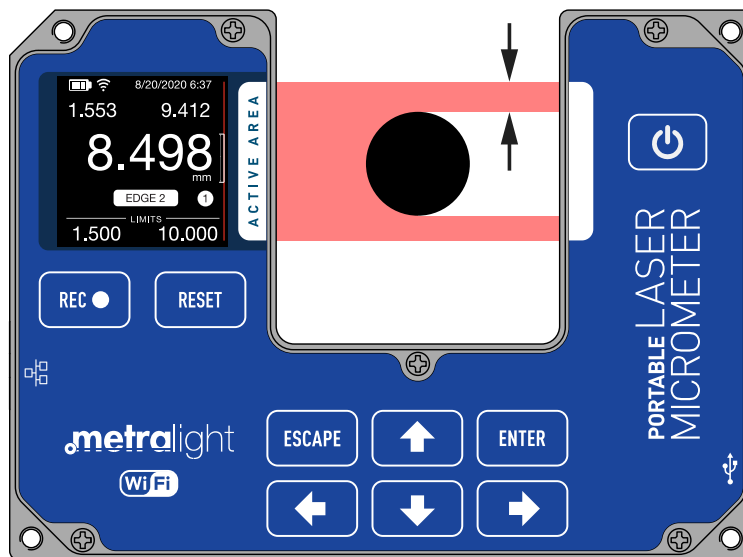 8/20/2020 6:37
1.553 9.412
8.498
mm
EDGE 2 1
LIMITS
1.500 10.000
ACTIVE AREA
REC
RESET
PORTABLE LASER
MICROMETER
metralight
WiFi
ESCAPE
ENTER